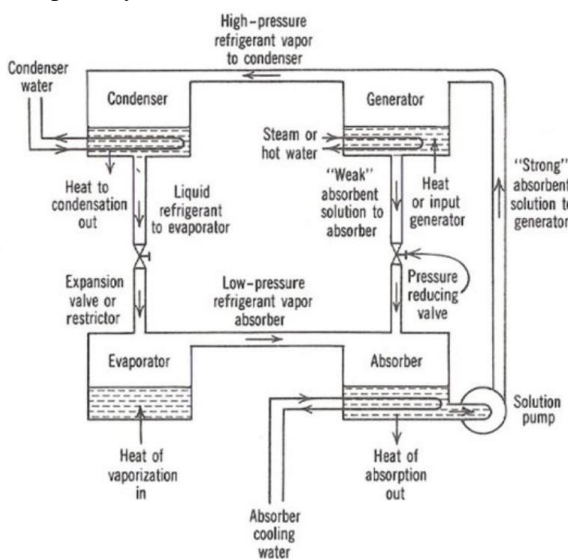 High-pressure
refrigerant vapor
to condenser
Condenser
water
Condenser
Generator
Steam or
hot water
"Strong"
absorbent
solution to
generator
Heat to
condensation
out
Liquid
refrigerant
to evaporator
"Weak"
absorbent
solution to
absorber
Heat
or input
generator
Expansion
valve or
restrictor
Low-pressure
refrigerant vapor
absorber
Pressure
reducing
valve
Evaporator
Absorber
Solution
pump
Heat of
vaporization
in
Heat of
absorption
out
Absorber
cooling
water